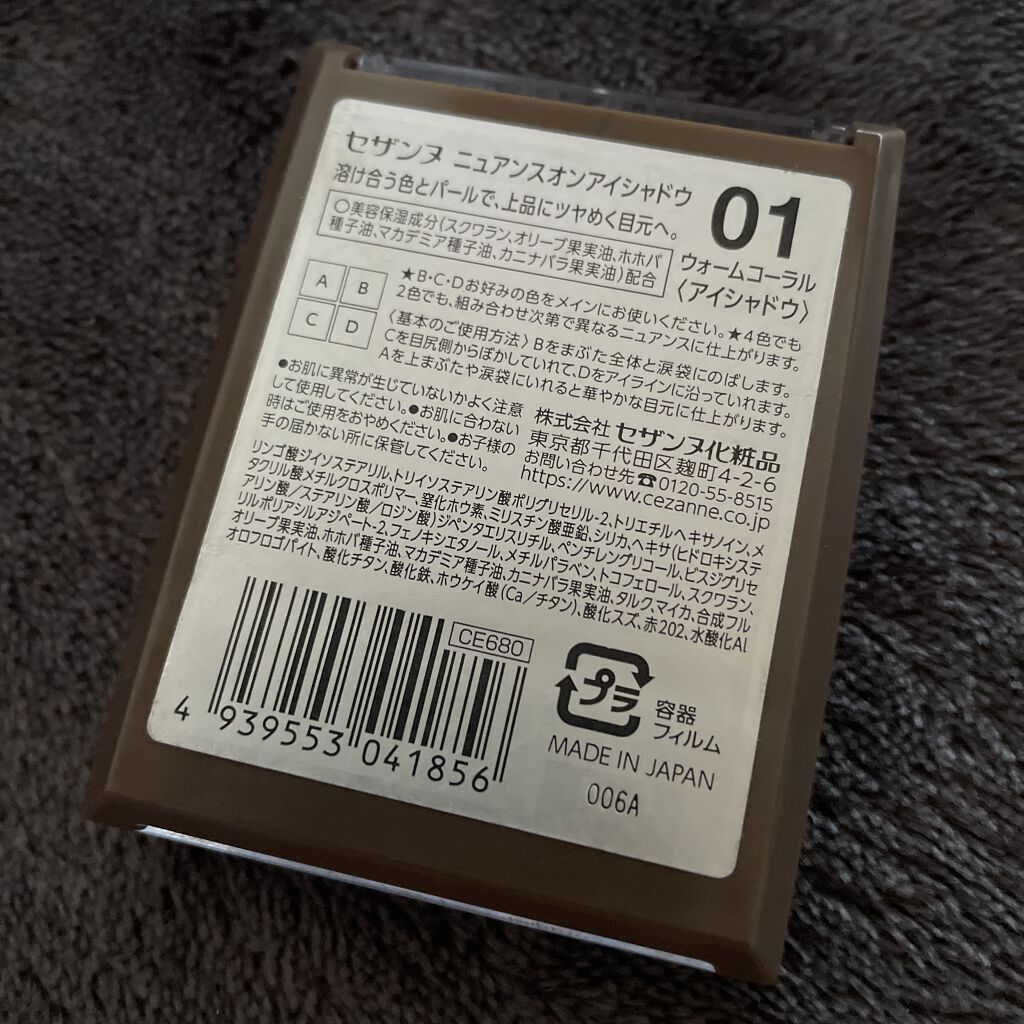 セザンヌ ニュアンスオンアイシャドウ
溶け合う色とパールで、上品にツヤめく目元へ。
01
ウォームコーラル
〈アイシャドウ〉
○美容保湿成分(スクワラン、オリーブ果実油、ホホバ
種子油、マカデミア種子油、カニナバラ果実油)配合
A B
C D
★B・C・Dお好みの色をメインにお使いください。★4色でも
2色でも、組み合わせ次第で異なるニュアンスに仕上がります。
〈基本のご使用方法〉Bをまぶた全体と涙袋にのばします。
Cを目尻側からぼかしていれて、Dをアイラインに沿っていれます。
Aを上まぶたや涙袋にいれると華やかな目元に仕上がります。
●お肌に異常が生じていないかよく注意
して使用してください。●お肌に合わない
時はご使用をおやめください。●お子様の
手の届かない所に保管してください。
株式会社 セザンヌ化粧品
東京都千代田区麹町4-2-6
お問い合わせ先☎0120-55-8515
https://www.cezanne.co.jp
リンゴ酸ジイソステアリル、トリイソステアリン酸ポリグリセリル-2、トリエチルヘキサノイン、メ
タクリル酸メチルクロスポリマー、窒化ホウ素、ミリスチン酸亜鉛、シリカ、ヘキサ(ヒドロキシステ
アリン酸/ステアリン酸/ロジン酸)ジペンタエリスリチル、ペンチレングリコール、ビスジグリセ
リルポリアシルアジペート-2、フェノキシエタノール、メチルパラベン、トコフェロール、スクワラン、
オリーブ果実油、ホホバ種子油、マカデミア種子油、カニナバラ果実油、タルク、マイカ、合成フル
オロフロゴパイト、酸化チタン、酸化鉄、ホウケイ酸(Ca/チタン)、酸化スズ、赤202、水酸化Al
CE680
4 939553 041856
プラ
容器
フィルム
MADE IN JAPAN
006A